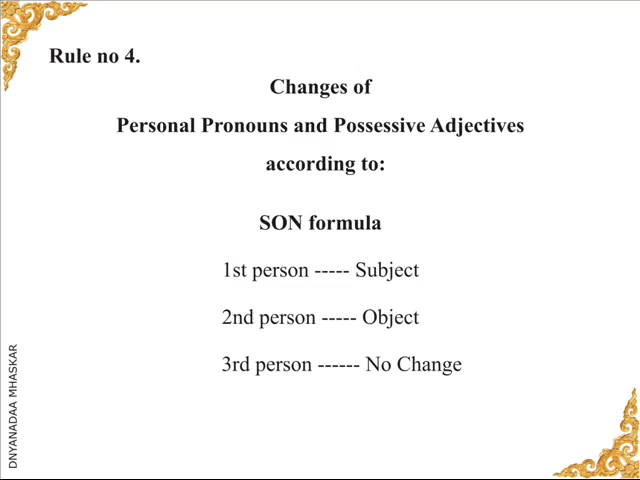 Rule no 4.
Changes of
Personal Pronouns and Possessive Adjectives
according to:
SON formula
1st person ----- Subject
2nd person ----- Object
3rd person ------ No Change
DNYANADAA MHASKAR